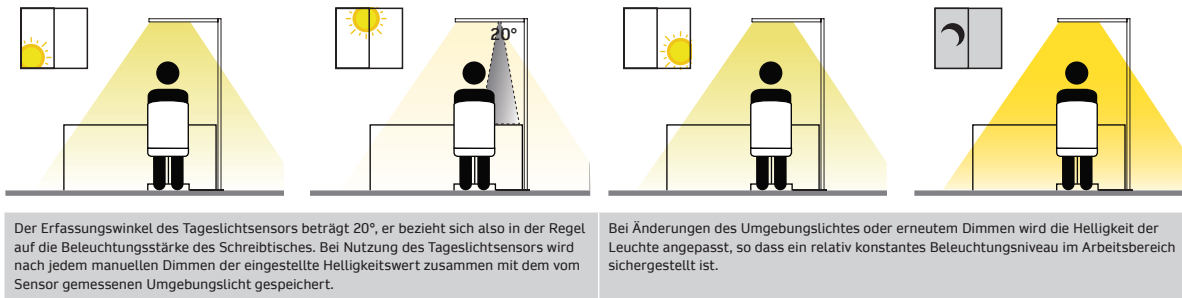 20°
Der Erfassungswinkel des Tageslichtsensors beträgt 20°, er bezieht sich also in der Regel
auf die Beleuchtungsstärke des Schreibtisches. Bei Nutzung des Tageslichtsensors wird
nach jedem manuellen Dimmen der eingestellte Helligkeitswert zusammen mit dem vom
Sensor gemessenen Umgebungslicht gespeichert.
Bei Änderungen des Umgebungslichtes oder erneutem Dimmen wird die Helligkeit der
Leuchte angepasst, so dass ein relativ konstantes Beleuchtungsniveau im Arbeitsbereich
sichergestellt ist.